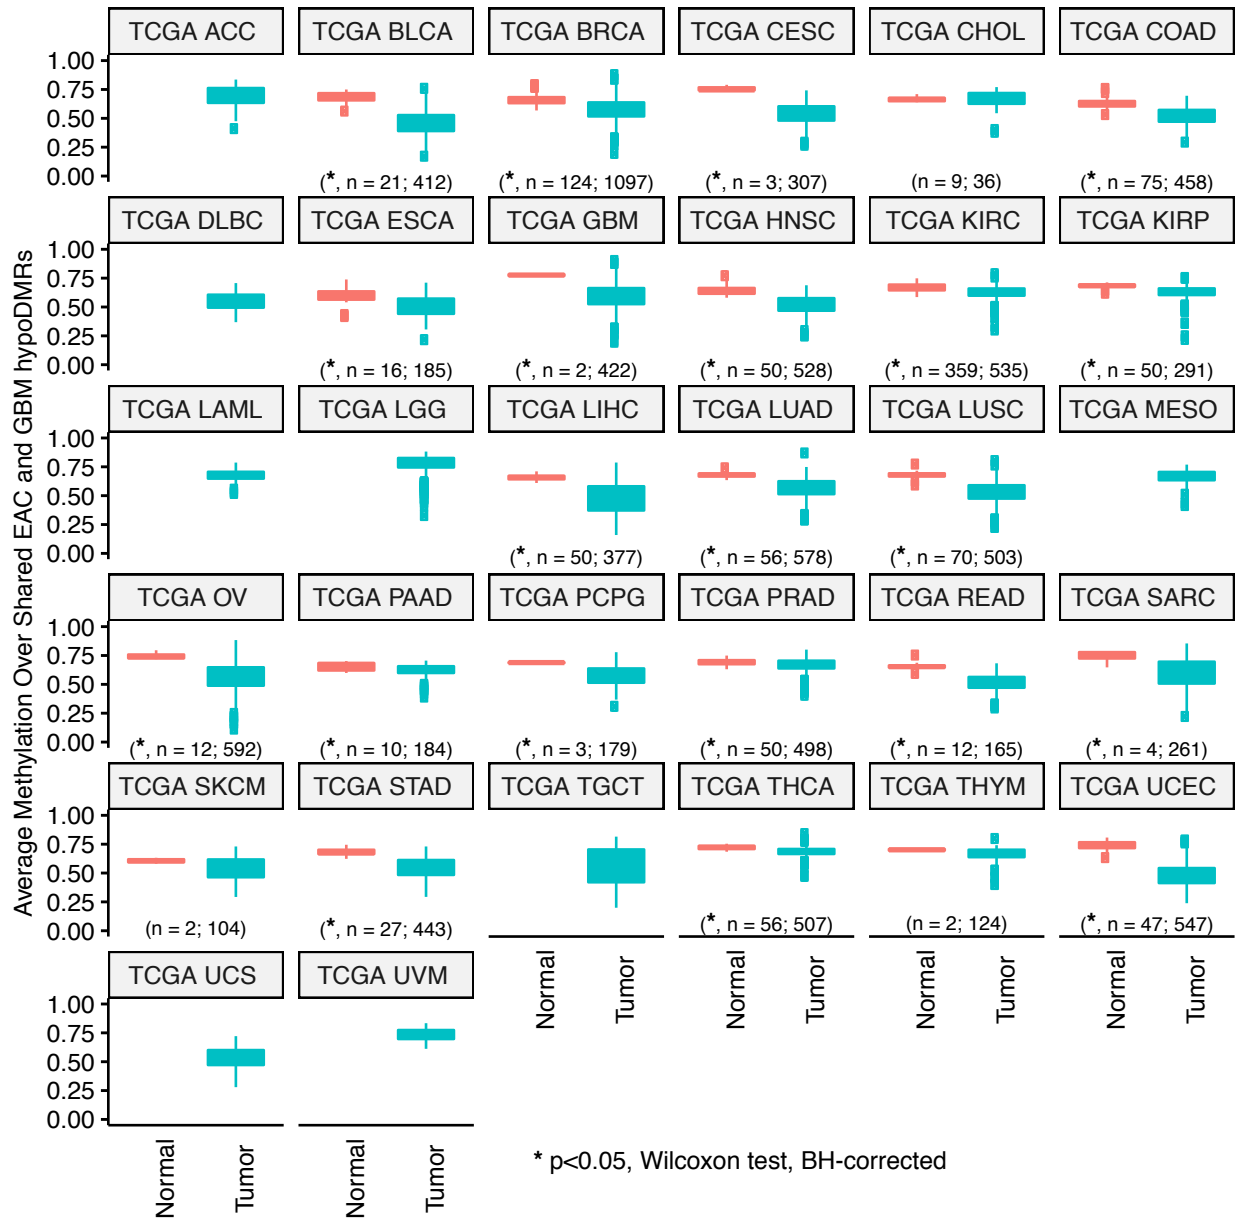 TCGA ACC TCGA BLCA TCGA BRCA TCGA CESC TCGA CHOL TCGA COAD
1.00
0.75
0.50
0.25
0.00
(*, n = 21; 412) (*, n = 124; 1097) (*, n = 3; 307) (n = 9; 36) (*, n = 75; 458)
TCGA DLBC TCGA ESCA TCGA GBM TCGA HNSC TCGA KIRC TCGA KIRP
1.00
0.75
0.50
0.25
0.00
(*, n = 16; 185) (*, n = 2; 422) (*, n = 50; 528) (*, n = 359; 535) (*, n = 50; 291)
Average Methylation Over Shared EAC and GBM hypoDMRs
TCGA LAML TCGA LGG TCGA LIHC TCGA LUAD TCGA LUSC TCGA MESO
1.00
0.75
0.50
0.25
0.00
(*, n = 50; 377) (*, n = 56; 578) (*, n = 70; 503)
TCGA OV TCGA PAAD TCGA PCPG TCGA PRAD TCGA READ TCGA SARC
1.00
0.75
0.50
0.25
0.00
(*, n = 12; 592) (*, n = 10; 184) (*, n = 3; 179) (*, n = 50; 498) (*, n = 12; 165) (*, n = 4; 261)
TCGA SKCM TCGA STAD TCGA TGCT TCGA THCA TCGA THYM TCGA UCEC
1.00
0.75
0.50
0.25
0.00
(n = 2; 104) (*, n = 27; 443) (*, n = 56; 507) (n = 2; 124) (*, n = 47; 547)
Normal Tumor Normal Tumor Normal Tumor Normal Tumor
TCGA UCS TCGA UVM
1.00
0.75
0.50
0.25
0.00
Normal Tumor Normal Tumor
* p<0.05, Wilcoxon test, BH-corrected